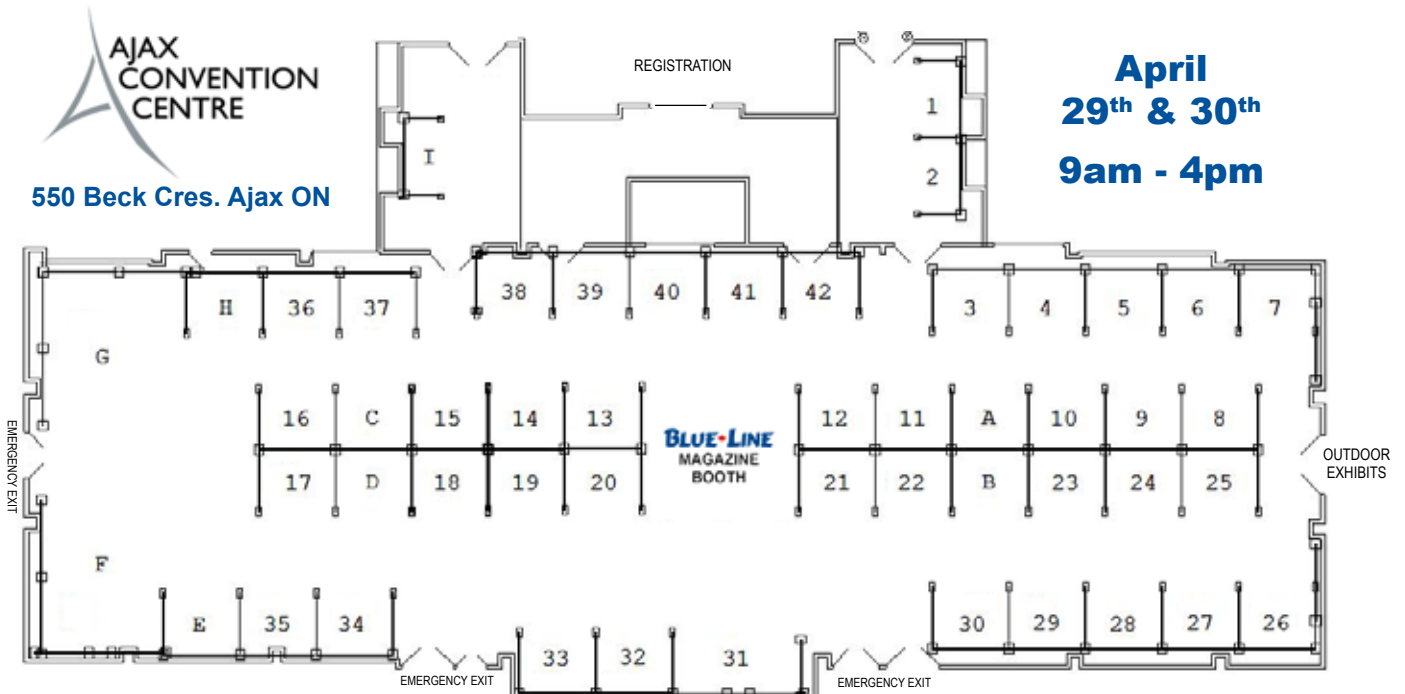 AJAX
CONVENTION
CENTRE
550 Beck Cres. Ajax ON
REGISTRATION
April
29th & 30th
9am - 4pm
I
1
2
38 39 40 41 42
H 36 37
3 4 5 6 7
G
16 C 15 14 13
12 11 A 10 9 8
BLUE-LINE
MAGAZINE
BOOTH
EMERGENCY EXIT
OUTDOOR
EXHIBITS
17 D 18 19 20
21 22 B 23 24 25
F
E 35 34
30 29 28 27 26
33 32 31
EMERGENCY EXIT
EMERGENCY EXIT